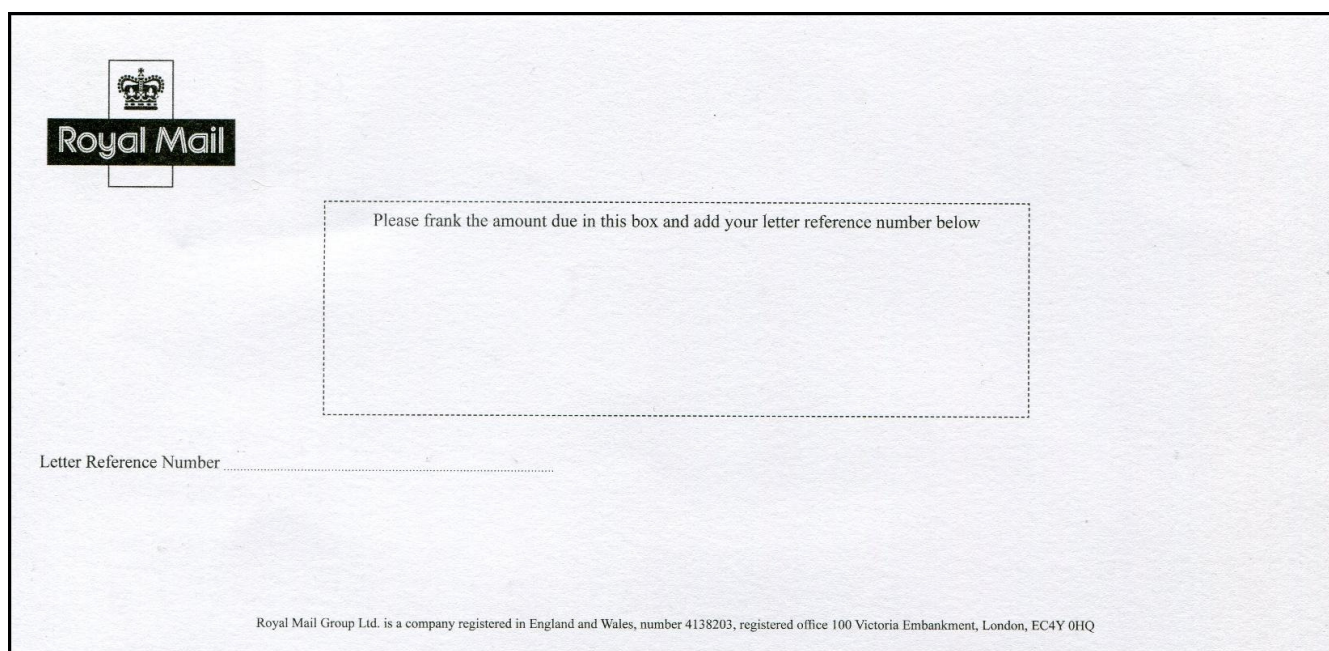 Royal Mail
Please frank the amount due in this box and add your letter reference number below
Letter Reference Number
Royal Mail Group Ltd. is a company registered in England and Wales, number 4138203, registered office 100 Victoria Embankment, London, EC4Y 0HQ